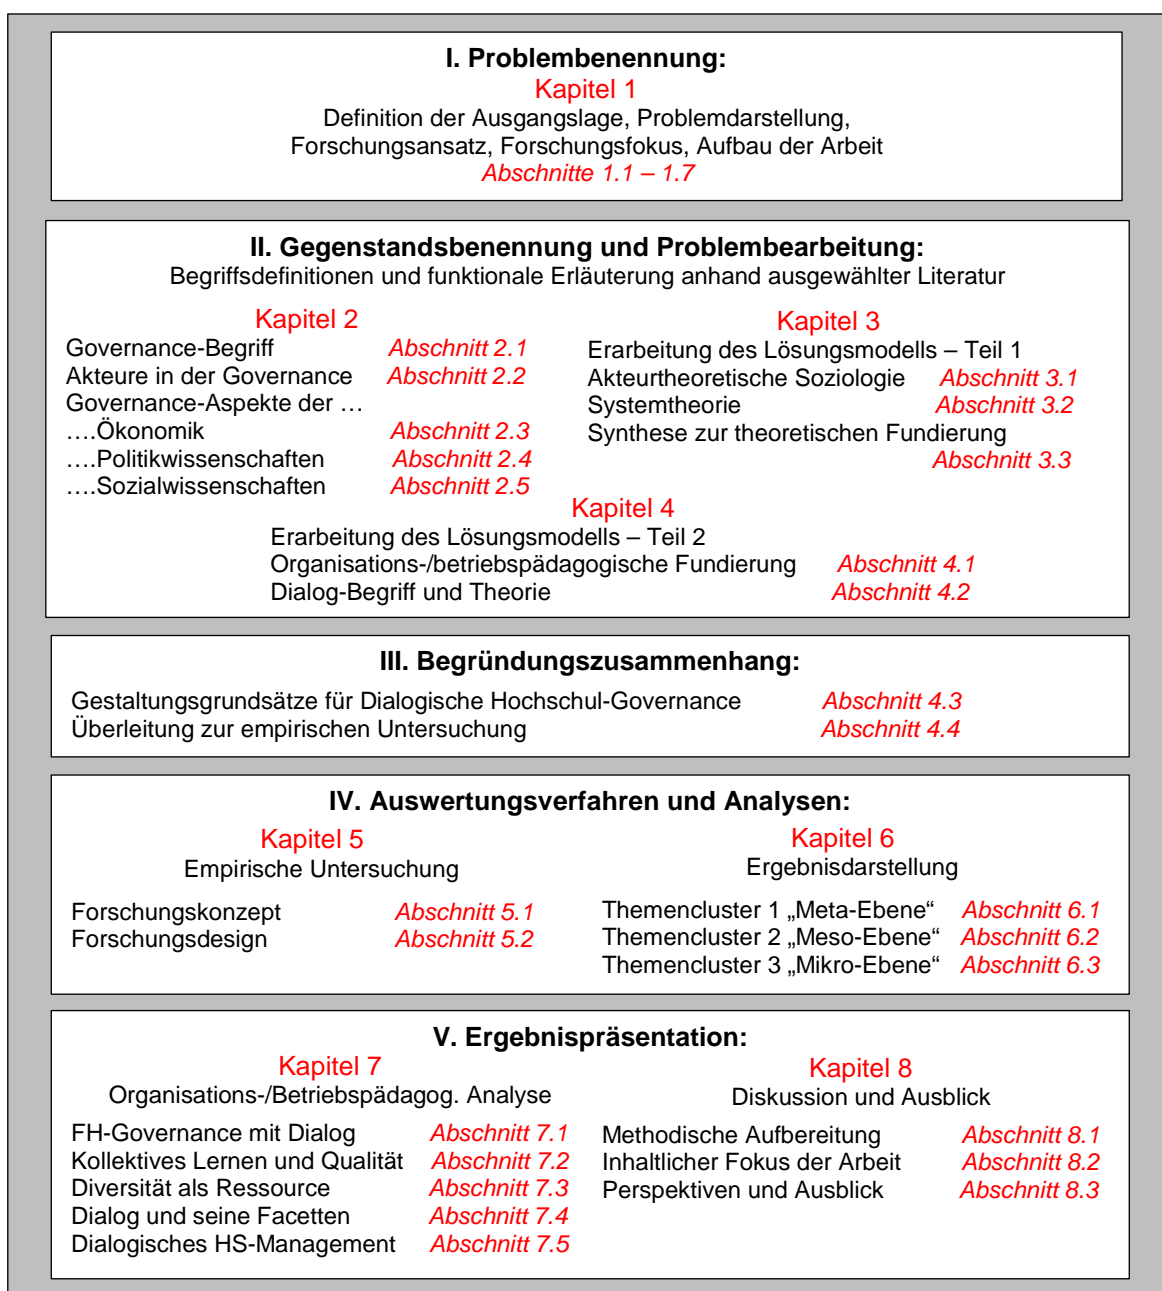 I. Problembenennung:
Kapitel 1
Definition der Ausgangslage, Problemdarstellung,
Forschungsansatz, Forschungsfokus, Aufbau der Arbeit
Abschnitte 1.1 – 1.7
II. Gegenstandsbenennung und Problembearbeitung:
Begriffsdefinitionen und funktionale Erläuterung anhand ausgewählter Literatur
Kapitel 2
Governance-Begriff Abschnitt 2.1
Akteure in der Governance Abschnitt 2.2
Governance-Aspekte der …
….Ökonomik Abschnitt 2.3
….Politikwissenschaften Abschnitt 2.4
….Sozialwissenschaften Abschnitt 2.5
Kapitel 3
Erarbeitung des Lösungsmodells – Teil 1
Akteurtheoretische Soziologie Abschnitt 3.1
Systemtheorie Abschnitt 3.2
Synthese zur theoretischen Fundierung
Abschnitt 3.3
Kapitel 4
Erarbeitung des Lösungsmodells – Teil 2
Organisations-/betriebspädagogische Fundierung Abschnitt 4.1
Dialog-Begriff und Theorie Abschnitt 4.2
III. Begründungszusammenhang:
Gestaltungsgrundsätze für Dialogische Hochschul-Governance Abschnitt 4.3
Überleitung zur empirischen Untersuchung Abschnitt 4.4
IV. Auswertungsverfahren und Analysen:
Kapitel 5
Empirische Untersuchung
Forschungskonzept Abschnitt 5.1
Forschungsdesign Abschnitt 5.2
Kapitel 6
Ergebnisdarstellung
Themencluster 1 „Meta-Ebene“ Abschnitt 6.1
Themencluster 2 „Meso-Ebene“ Abschnitt 6.2
Themencluster 3 „Mikro-Ebene“ Abschnitt 6.3
V. Ergebnispräsentation:
Kapitel 7
Organisations-/Betriebspädagog. Analyse
FH-Governance mit Dialog Abschnitt 7.1
Kollektives Lernen und Qualität Abschnitt 7.2
Diversität als Ressource Abschnitt 7.3
Dialog und seine Facetten Abschnitt 7.4
Dialogisches HS-Management Abschnitt 7.5
Kapitel 8
Diskussion und Ausblick
Methodische Aufbereitung Abschnitt 8.1
Inhaltlicher Fokus der Arbeit Abschnitt 8.2
Perspektiven und Ausblick Abschnitt 8.3